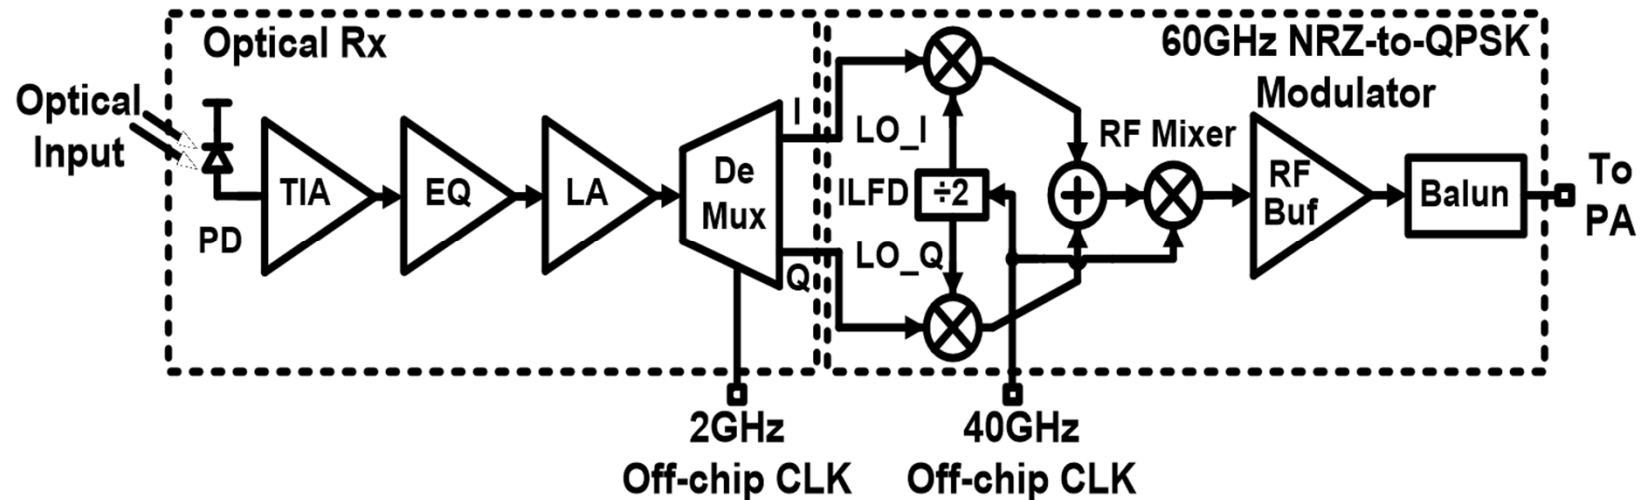 Optical Rx
60GHz NRZ-to-QPSK
Modulator
Optical
Input
PD
TIA
EQ
LA
De
Mux
I
Q
LO_I
ILFD
÷2
LO_Q
RF Mixer
RF
Buf
Balun
To
PA
2GHz
Off-chip CLK
40GHz
Off-chip CLK